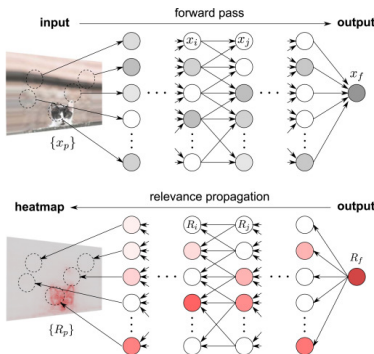 forward pass
input output
x_i x_j
x_f
{x_p}
relevance propagation
heatmap output
R_i R_j
R_f
{R_p}